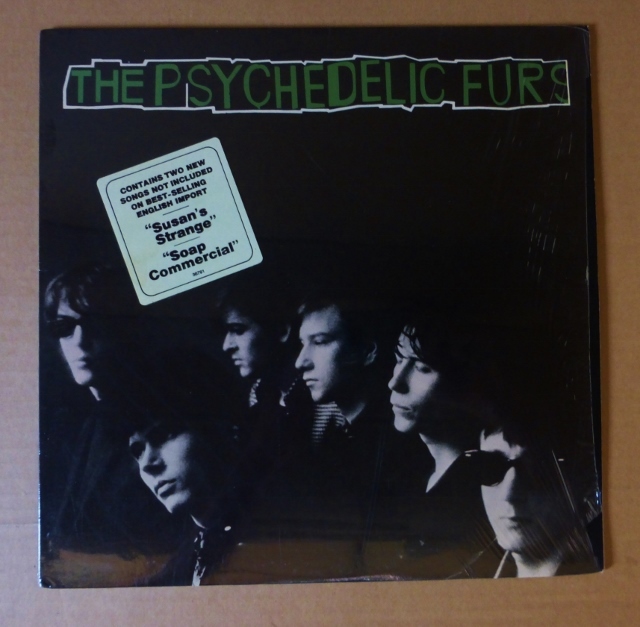 THE PSYCHEDELIC FURS
CONTAINS TWO NEW
SONGS NOT INCLUDED
ON BEST-SELLING
ENGLISH IMPORT
"Susan's
Strange"
"Soap
Commercial"